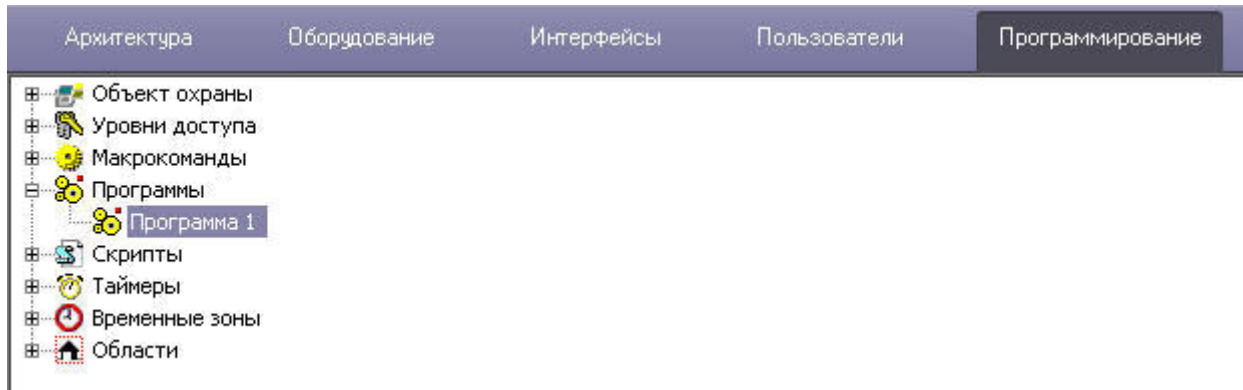 Архитектура Оборудование Интерфейсы Пользователи Программирование
Объект охраны
Уровни доступа
Макрокоманды
Программы
Программа 1
Скрипты
Таймеры
Временные зоны
Области